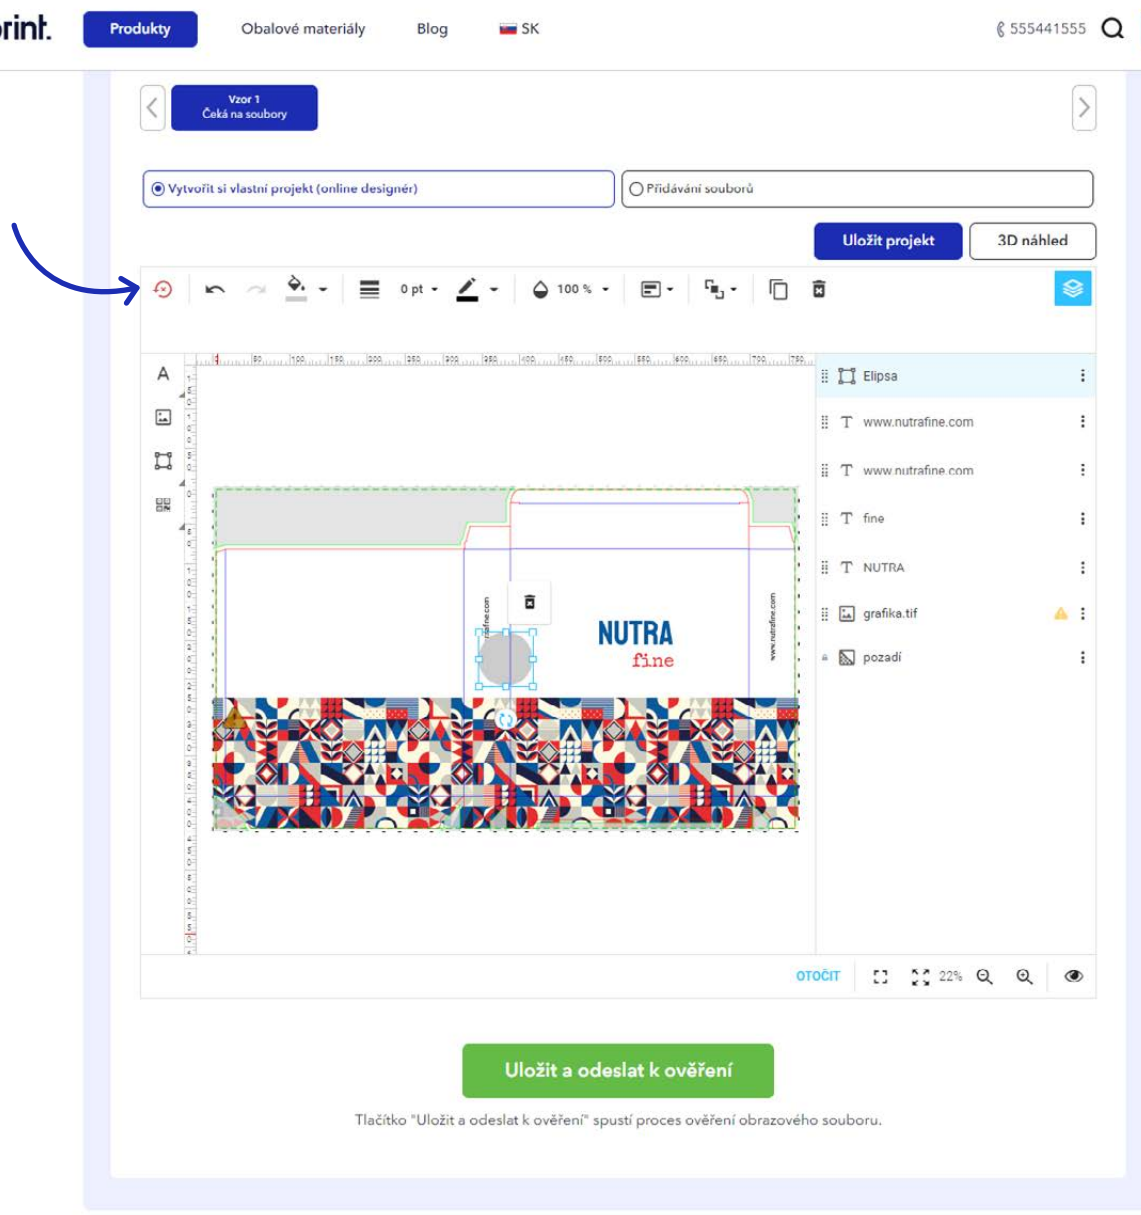 rint.
Produkty
Obalové materiály
Blog
SK
555441555
Vzor 1
Čeká na soubory
Vytvořit si vlastní projekt (online designér)
Přidávání souborů
Uložit projekt
3D náhled
0 pt
100 %
Elipsa
www.nutrafine.com
www.nutrafine.com
fine
NUTRA
grafika.tif
pozadí
NUTRA
fine
www.nutrafine.com
OTOČIT
22%
Uložit a odeslat k ověření
Tlačítko "Uložit a odeslat k ověření" spustí proces ověření obrazového souboru.